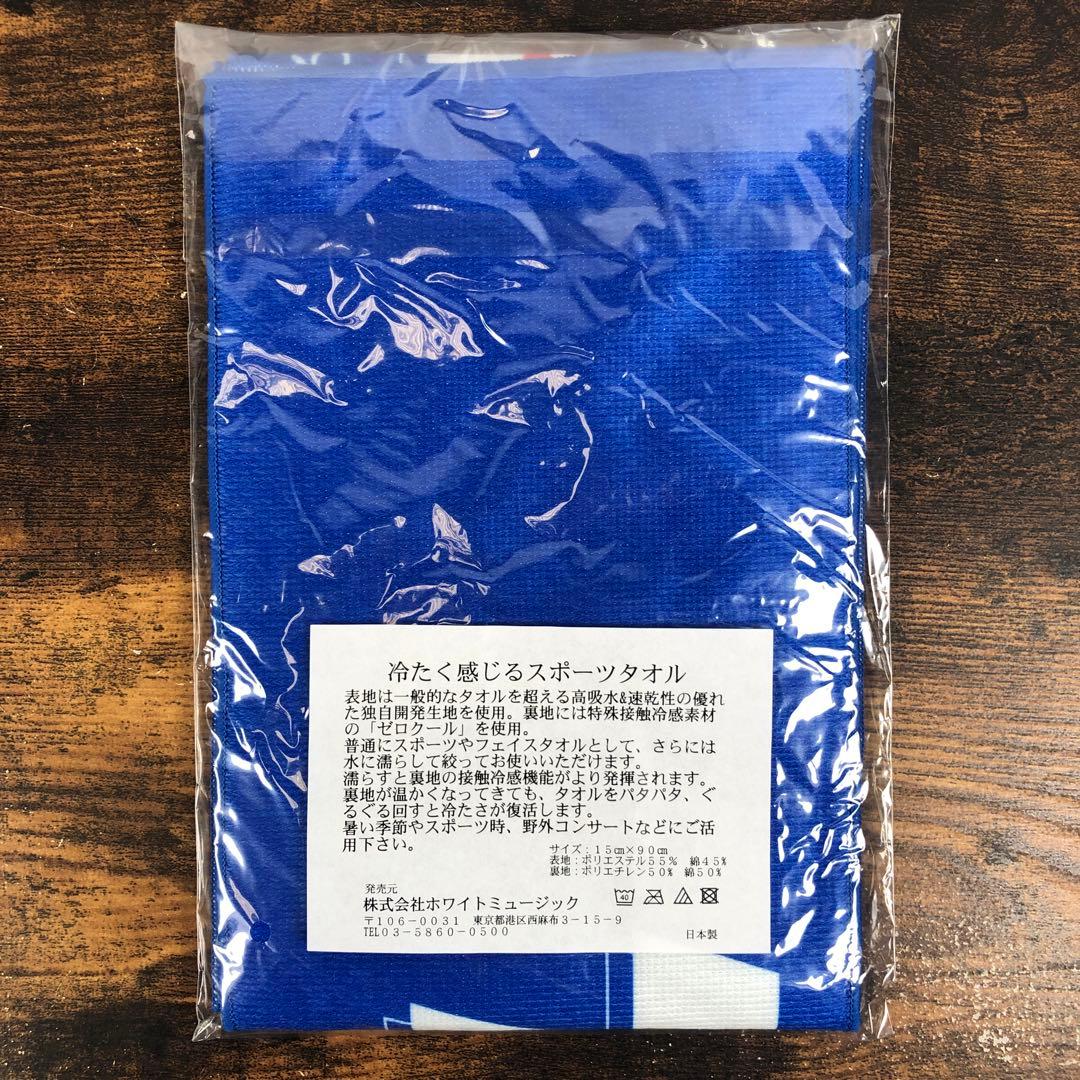 冷たく感じるスポーツタオル
表地は一般的なタオルを超える高吸水&速乾性の優れ
た独自開発生地を使用。裏地には特殊接触冷感素材
の「ゼロクール」を使用。
普通にスポーツやフェイスタオルとして、さらには
水に濡らして絞ってお使いいただけます。
濡らすと裏地の接触冷感機能がより発揮されます。
裏地が温かくなってきても、タオルをパタパタ、ぐ
るぐる回すと冷たさが復活します。
暑い季節やスポーツ時、野外コンサートなどにご活
用下さい。
サイズ：１５㎝×９０㎝
表地：ポリエステル５５％　綿４５％
裏地：ポリエチレン５０％　綿５０％
発売元
株式会社ホワイトミュージック
40
〒１０６－００３１　東京都港区西麻布３－１５－９
TEL０３－５８６０－０５００
日本製